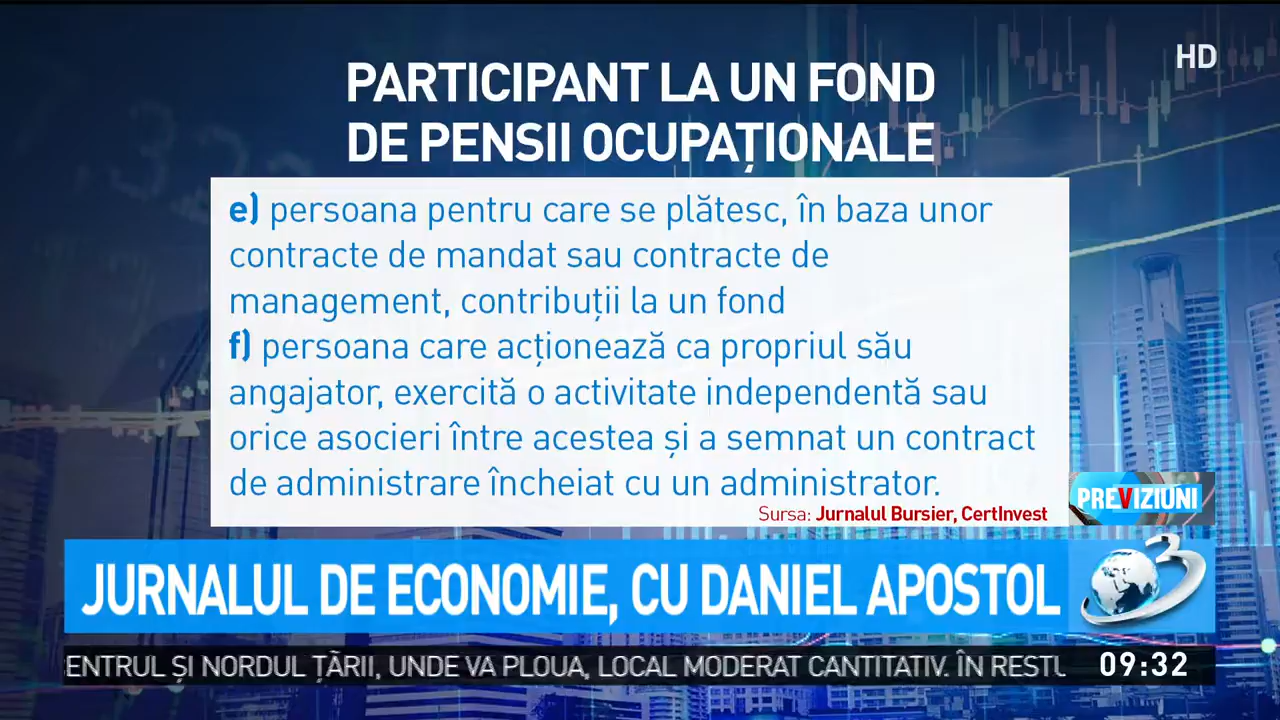 HD
PARTICIPANT LA UN FOND
DE PENSII OCUPAȚIONALE
e) persoana pentru care se plătesc, în baza unor
contracte de mandat sau contracte de
management, contribuții la un fond
f) persoana care acționează ca propriul său
angajator, exercită o activitate independentă sau
orice asocieri între acestea și a semnat un contract
de administrare încheiat cu un administrator.
Sursa: Jurnalul Bursier, CertInvest
PREVIZIUNI
JURNALUL DE ECONOMIE, CU DANIEL APOSTOL
3
ENTRUL ȘI NORDUL ȚĂRII, UNDE VA PLOUA, LOCAL MODERAT CANTITATIV. ÎN RESTU
09:32